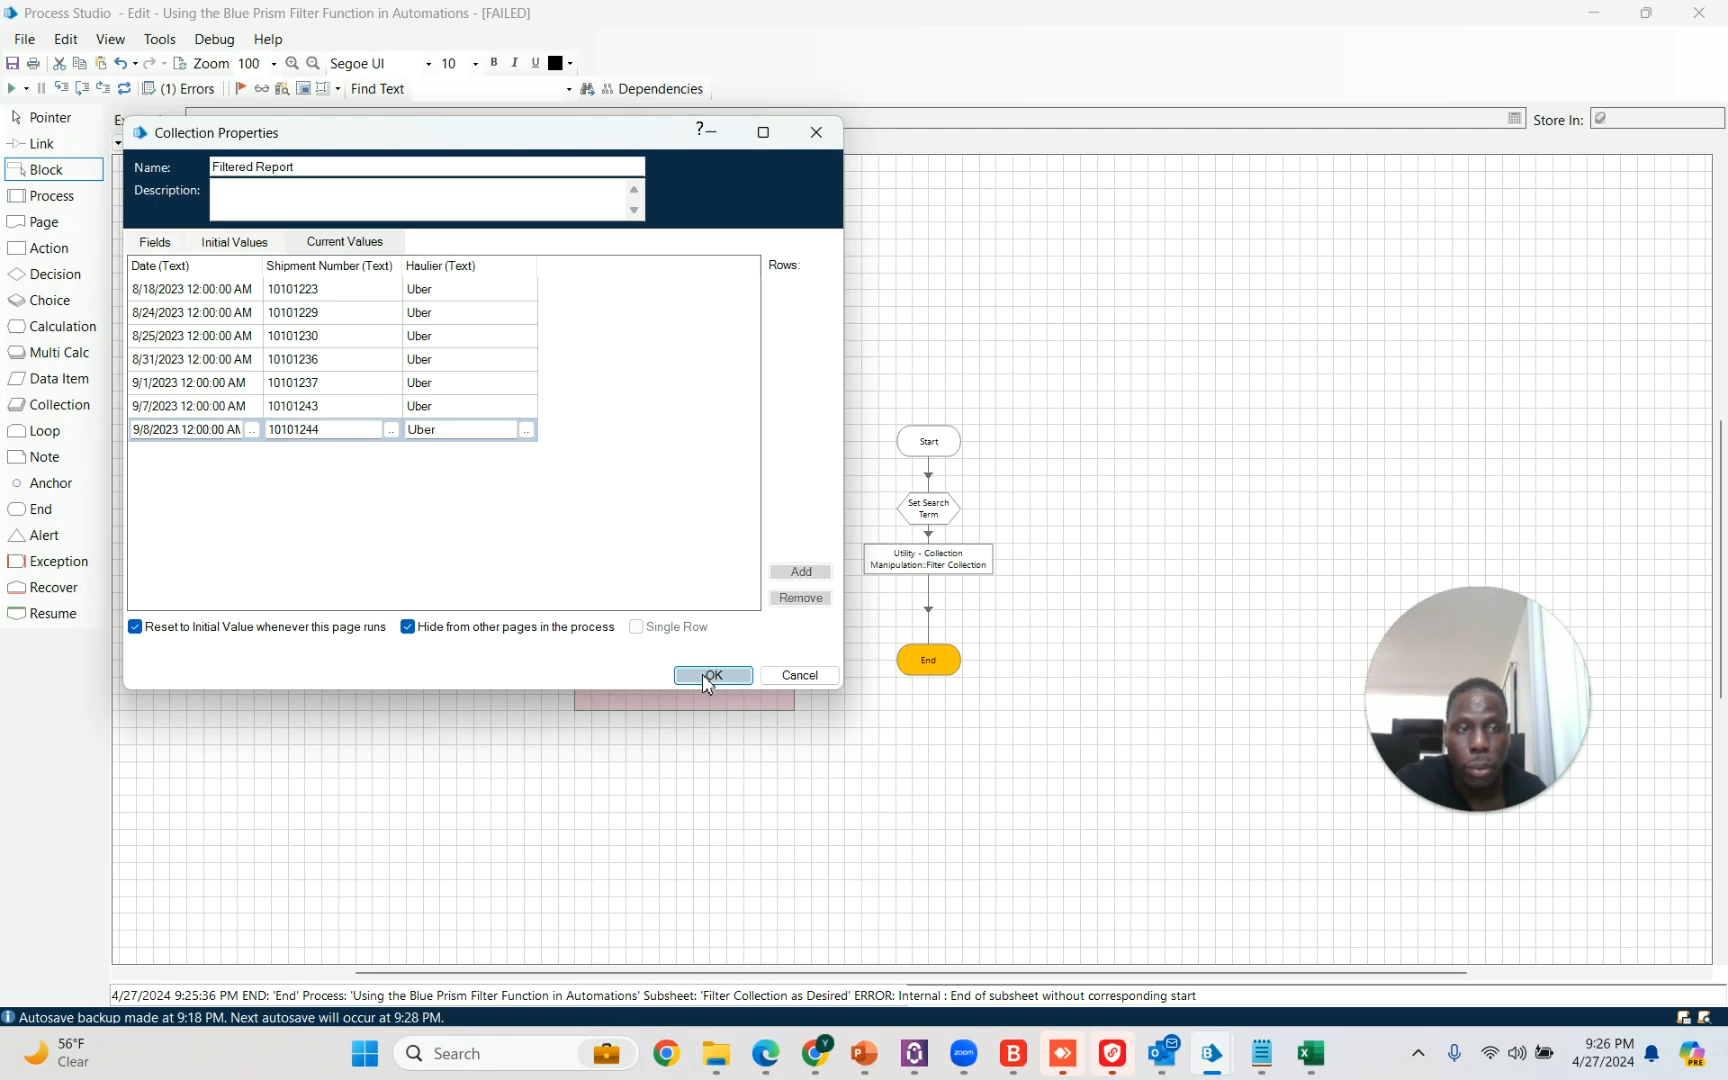 Process Studio - Edit - Using the Blue Prism Filter Function in Automations - [FAILED]
File Edit View Tools Debug Help
Zoom 100 Segoe UI 10 B I U
(1) Errors Find Text Dependencies
Pointer
Link
Block
Process
Page
Action
Decision
Choice
Calculation
Multi Calc
Data Item
Collection
Loop
Note
Anchor
End
Alert
Exception
Recover
Resume
Store In:
Collection Properties
?
Name: Filtered Report
Description:
Fields Initial Values Current Values
Date (Text) Shipment Number (Text) Haulier (Text) Rows:
8/18/2023 12:00:00 AM 10101223 Uber
8/24/2023 12:00:00 AM 10101229 Uber
8/25/2023 12:00:00 AM 10101230 Uber
8/31/2023 12:00:00 AM 10101236 Uber
9/1/2023 12:00:00 AM 10101237 Uber
9/7/2023 12:00:00 AM 10101243 Uber
9/8/2023 12:00:00 AM ... 10101244 ... Uber ...
Add
Remove
Reset to Initial Value whenever this page runs Hide from other pages in the process Single Row
OK Cancel
Start
Set Search
Term
Utility - Collection
Manipulation::Filter Collection
End
4/27/2024 9:25:36 PM END: 'End' Process: 'Using the Blue Prism Filter Function in Automations' Subsheet: 'Filter Collection as Desired' ERROR: Internal : End of subsheet without corresponding start
Autosave backup made at 9:18 PM. Next autosave will occur at 9:28 PM.
56°F
Clear
Search
Y
zoom
B
PRE
9:26 PM
4/27/2024